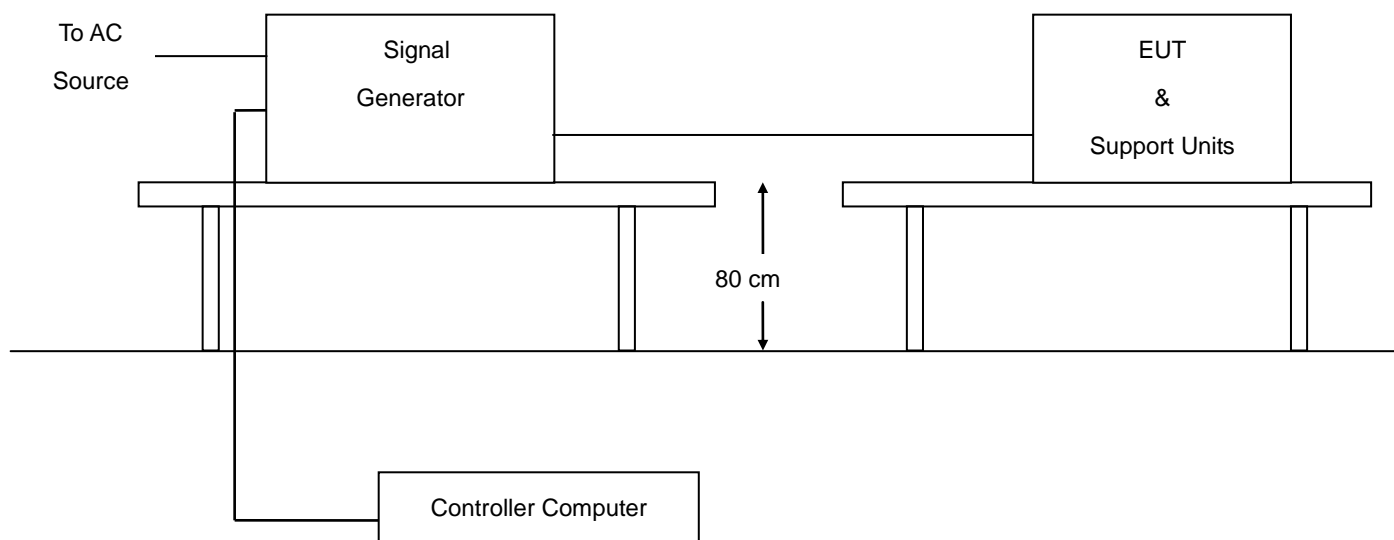 To AC
Source
Signal
Generator
EUT
&
Support Units
80 cm
Controller Computer